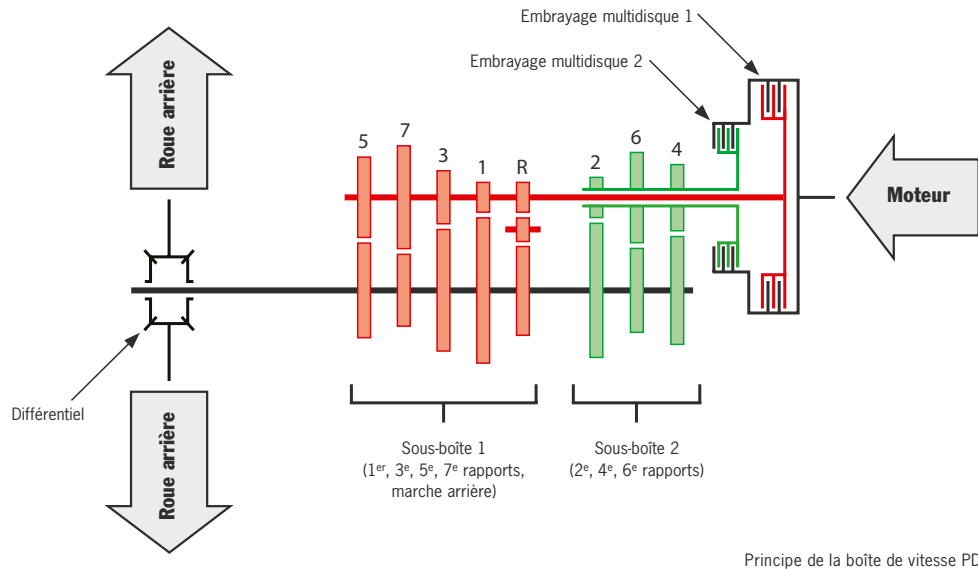 Embrayage multidisque 1
Embrayage multidisque 2
Roue arrière
5
7
3
1
R
2
6
4
Moteur
Différentiel
Roue arrière
Sous-boîte 1
(1er, 3e, 5e, 7e rapports,
marche arrière)
Sous-boîte 2
(2e, 4e, 6e rapports)
Principe de la boîte de vitesse PD